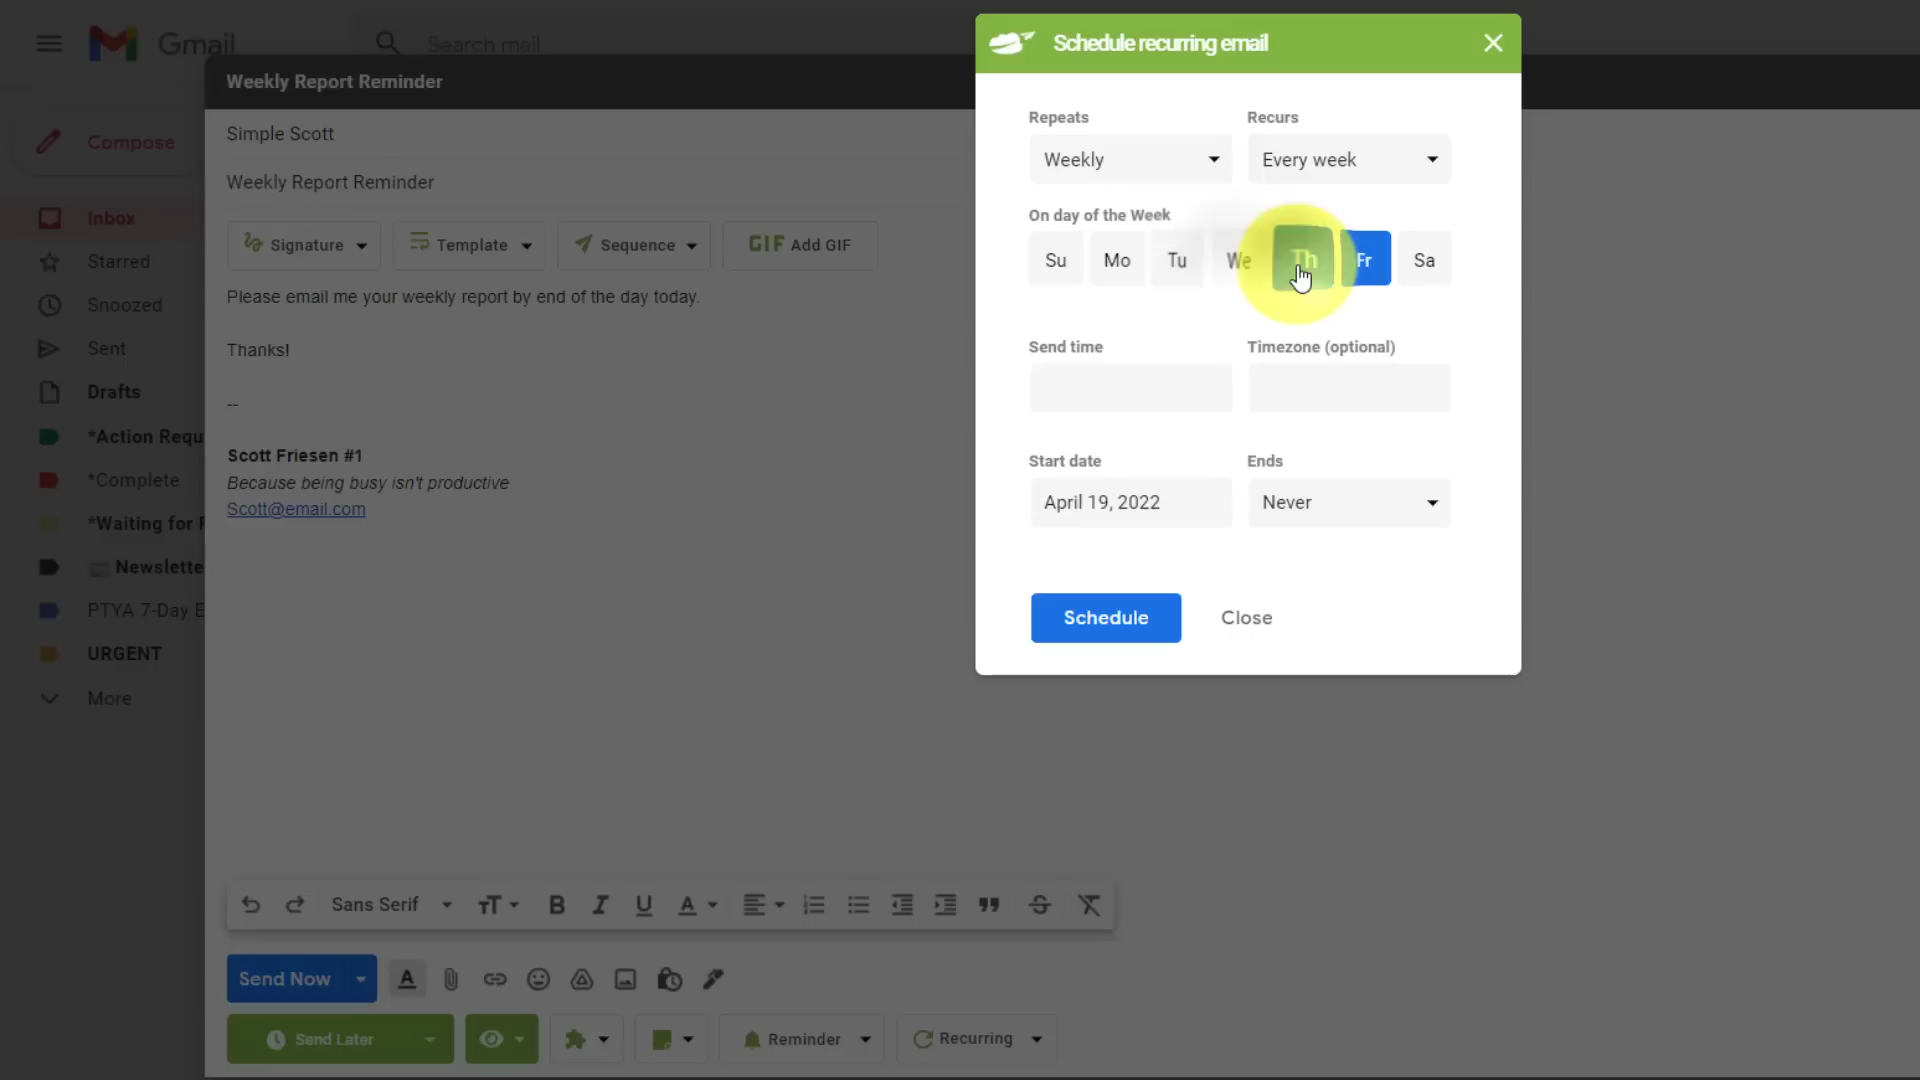 Gmail
Search mail
Compose
Inbox
Starred
Snoozed
Sent
Drafts
*Action Requ
*Complete
*Waiting for
Newslette
PTYA 7-Day E
URGENT
More
Weekly Report Reminder
Simple Scott
Weekly Report Reminder
Signature
Template
Sequence
GIF Add GIF
Please email me your weekly report by end of the day today.
Thanks!
--
Scott Friesen #1
Because being busy isn't productive
Scott@email.com
Sans Serif
Send Now
Send Later
Reminder
Recurring
Schedule recurring email
Repeats Recurs
Weekly Every week
On day of the Week
Su Mo Tu We Th Fr Sa
Send time Timezone (optional)
Start date Ends
April 19, 2022 Never
Schedule Close